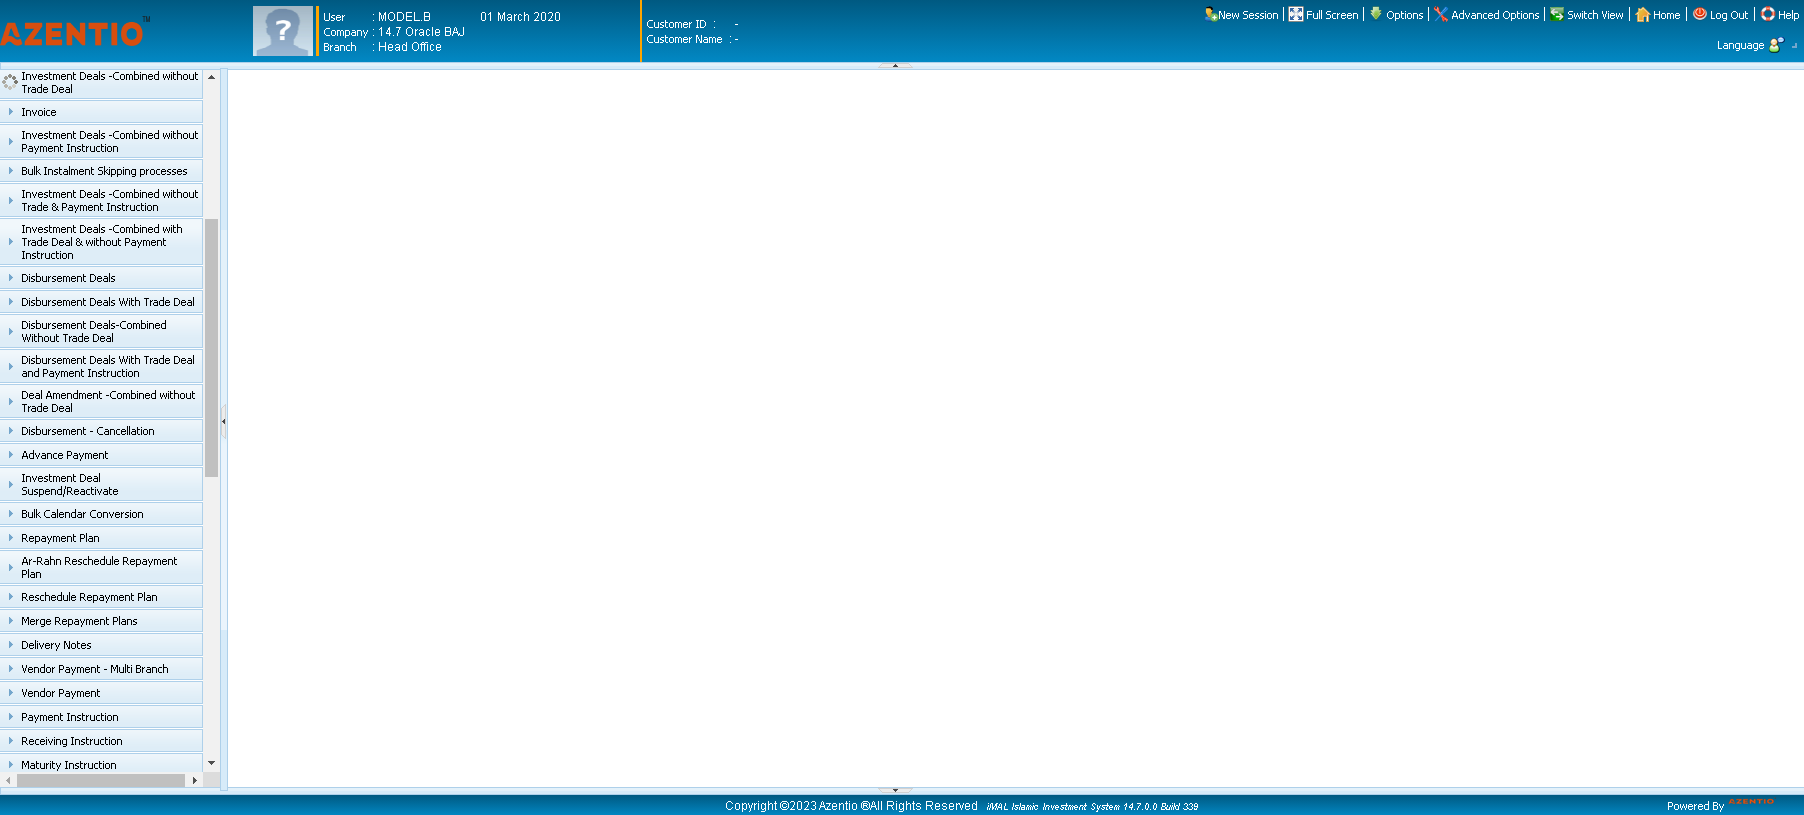 AZENTIO™
User : MODEL.B 01 March 2020
Company : 14.7 Oracle BAJ
Branch : Head Office
Customer ID : -
Customer Name : -
New Session | Full Screen | Options | Advanced Options | Switch View | Home | Log Out | Help
Language
Investment Deals -Combined without
Trade Deal
Invoice
Investment Deals -Combined without
Payment Instruction
Bulk Instalment Skipping processes
Investment Deals -Combined without
Trade & Payment Instruction
Investment Deals -Combined with
Trade Deal & without Payment
Instruction
Disbursement Deals
Disbursement Deals With Trade Deal
Disbursement Deals-Combined
Without Trade Deal
Disbursement Deals With Trade Deal
and Payment Instruction
Deal Amendment -Combined without
Trade Deal
Disbursement - Cancellation
Advance Payment
Investment Deal
Suspend/Reactivate
Bulk Calendar Conversion
Repayment Plan
Ar-Rahn Reschedule Repayment
Plan
Reschedule Repayment Plan
Merge Repayment Plans
Delivery Notes
Vendor Payment - Multi Branch
Vendor Payment
Payment Instruction
Receiving Instruction
Maturity Instruction
Copyright ©2023 Azentio ®All Rights Reserved iMAL Islamic Investment System 14.7.0.0 Build 339
Powered By AZENTIO